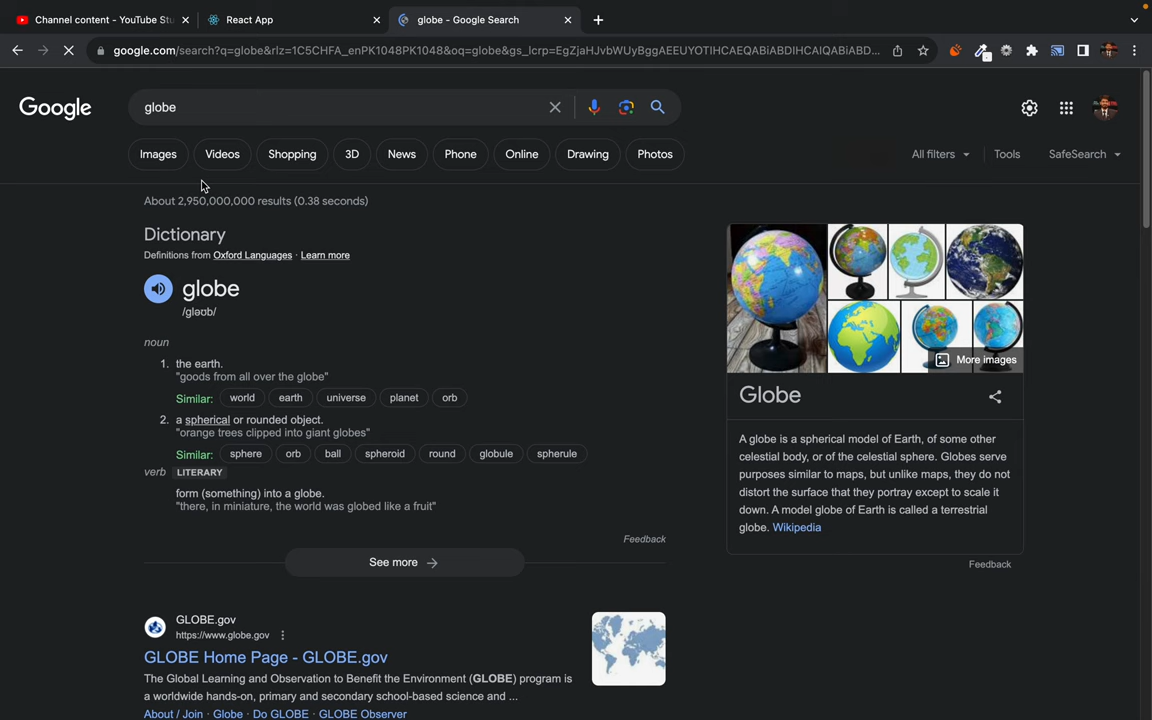 Channel content - YouTube Stu
React App
globe - Google Search
google.com/search?q=globe&rlz=1C5CHFA_enPK1048PK1048&oq=globe&gs_lcrp=EgZjaHJvbWUyBggAEEUYOTIHCAEQABiABDIHCAIQABiABD...
Google
globe
Images
Videos
Shopping
3D
News
Phone
Online
Drawing
Photos
All filters
Tools
SafeSearch
About 2,950,000,000 results (0.38 seconds)
Dictionary
Definitions from Oxford Languages · Learn more
globe
/ɡləʊb/
noun
1. the earth.
"goods from all over the globe"
Similar: world earth universe planet orb
2. a spherical or rounded object.
"orange trees clipped into giant globes"
Similar: sphere orb ball spheroid round globule spherule
verb LITERARY
form (something) into a globe.
"there, in miniature, the world was globed like a fruit"
Feedback
See more
GLOBE.gov
https://www.globe.gov
GLOBE Home Page - GLOBE.gov
The Global Learning and Observation to Benefit the Environment (GLOBE) program is
a worldwide hands-on, primary and secondary school-based science and ...
About / Join · Globe · Do GLOBE · GLOBE Observer
More images
Globe
A globe is a spherical model of Earth, of some other
celestial body, or of the celestial sphere. Globes serve
purposes similar to maps, but unlike maps, they do not
distort the surface that they portray except to scale it
down. A model globe of Earth is called a terrestrial
globe. Wikipedia
Feedback